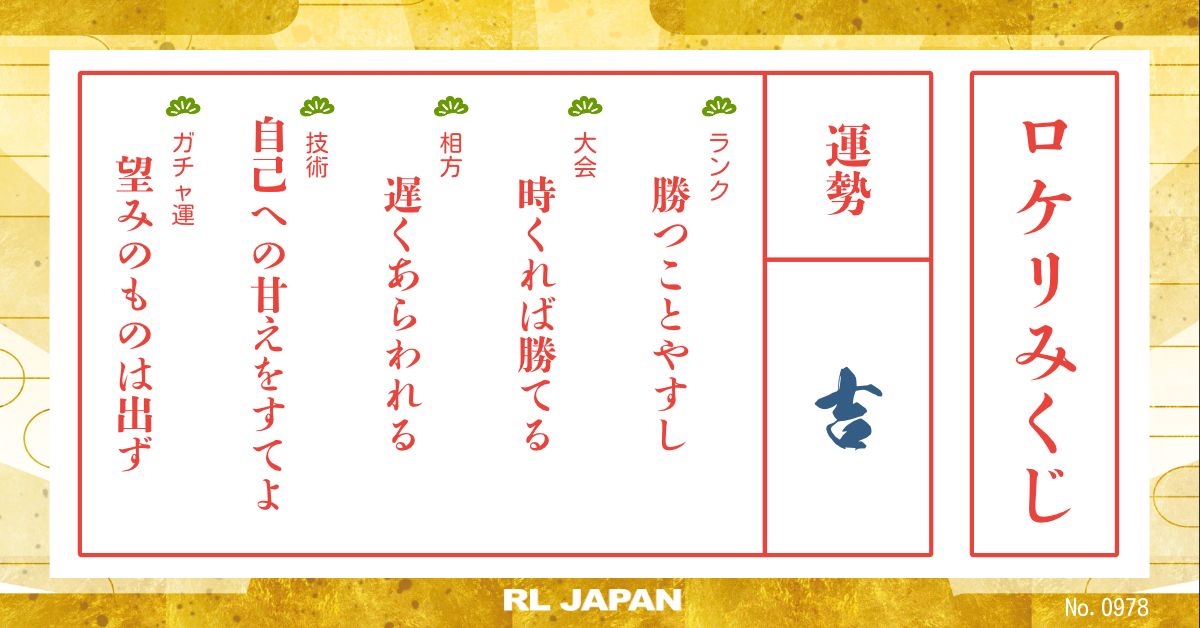 ロケリみくじ
運勢
吉
ランク
勝つことやすし
大会
時くれば勝てる
相方
遅くあらわれる
技術
自己への甘えをすてよ
ガチャ運
望みのものは出ず
RL JAPAN
No. 0978